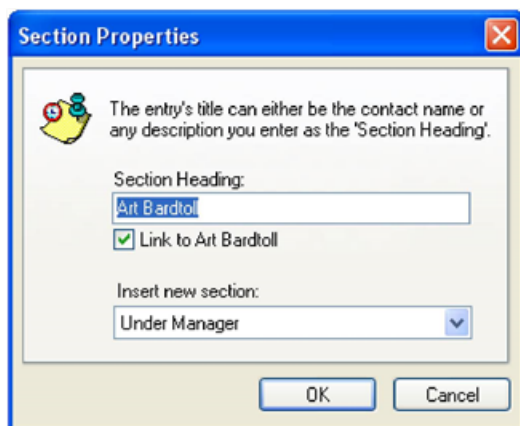 Section Properties
The entry's title can either be the contact name or
any description you enter as the 'Section Heading'.
Section Heading:
Art Bardtoll
Link to Art Bardtoll
Insert new section:
Under Manager
OK Cancel